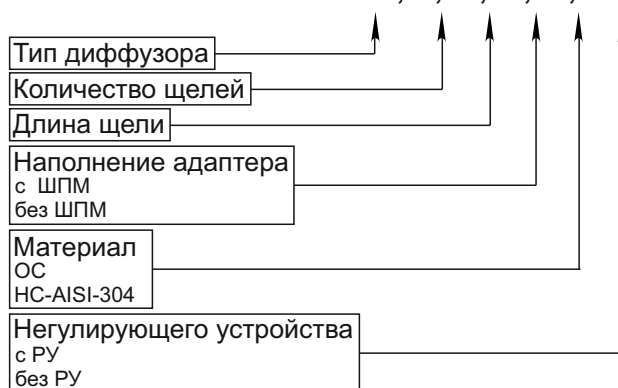 Тип диффузора
Количество щелей
Длина щели
Наполнение адаптера
с ШПМ
без ШПМ
Материал
ОС
НС-AISI-304
Негулирующего устройства
с РУ
без РУ